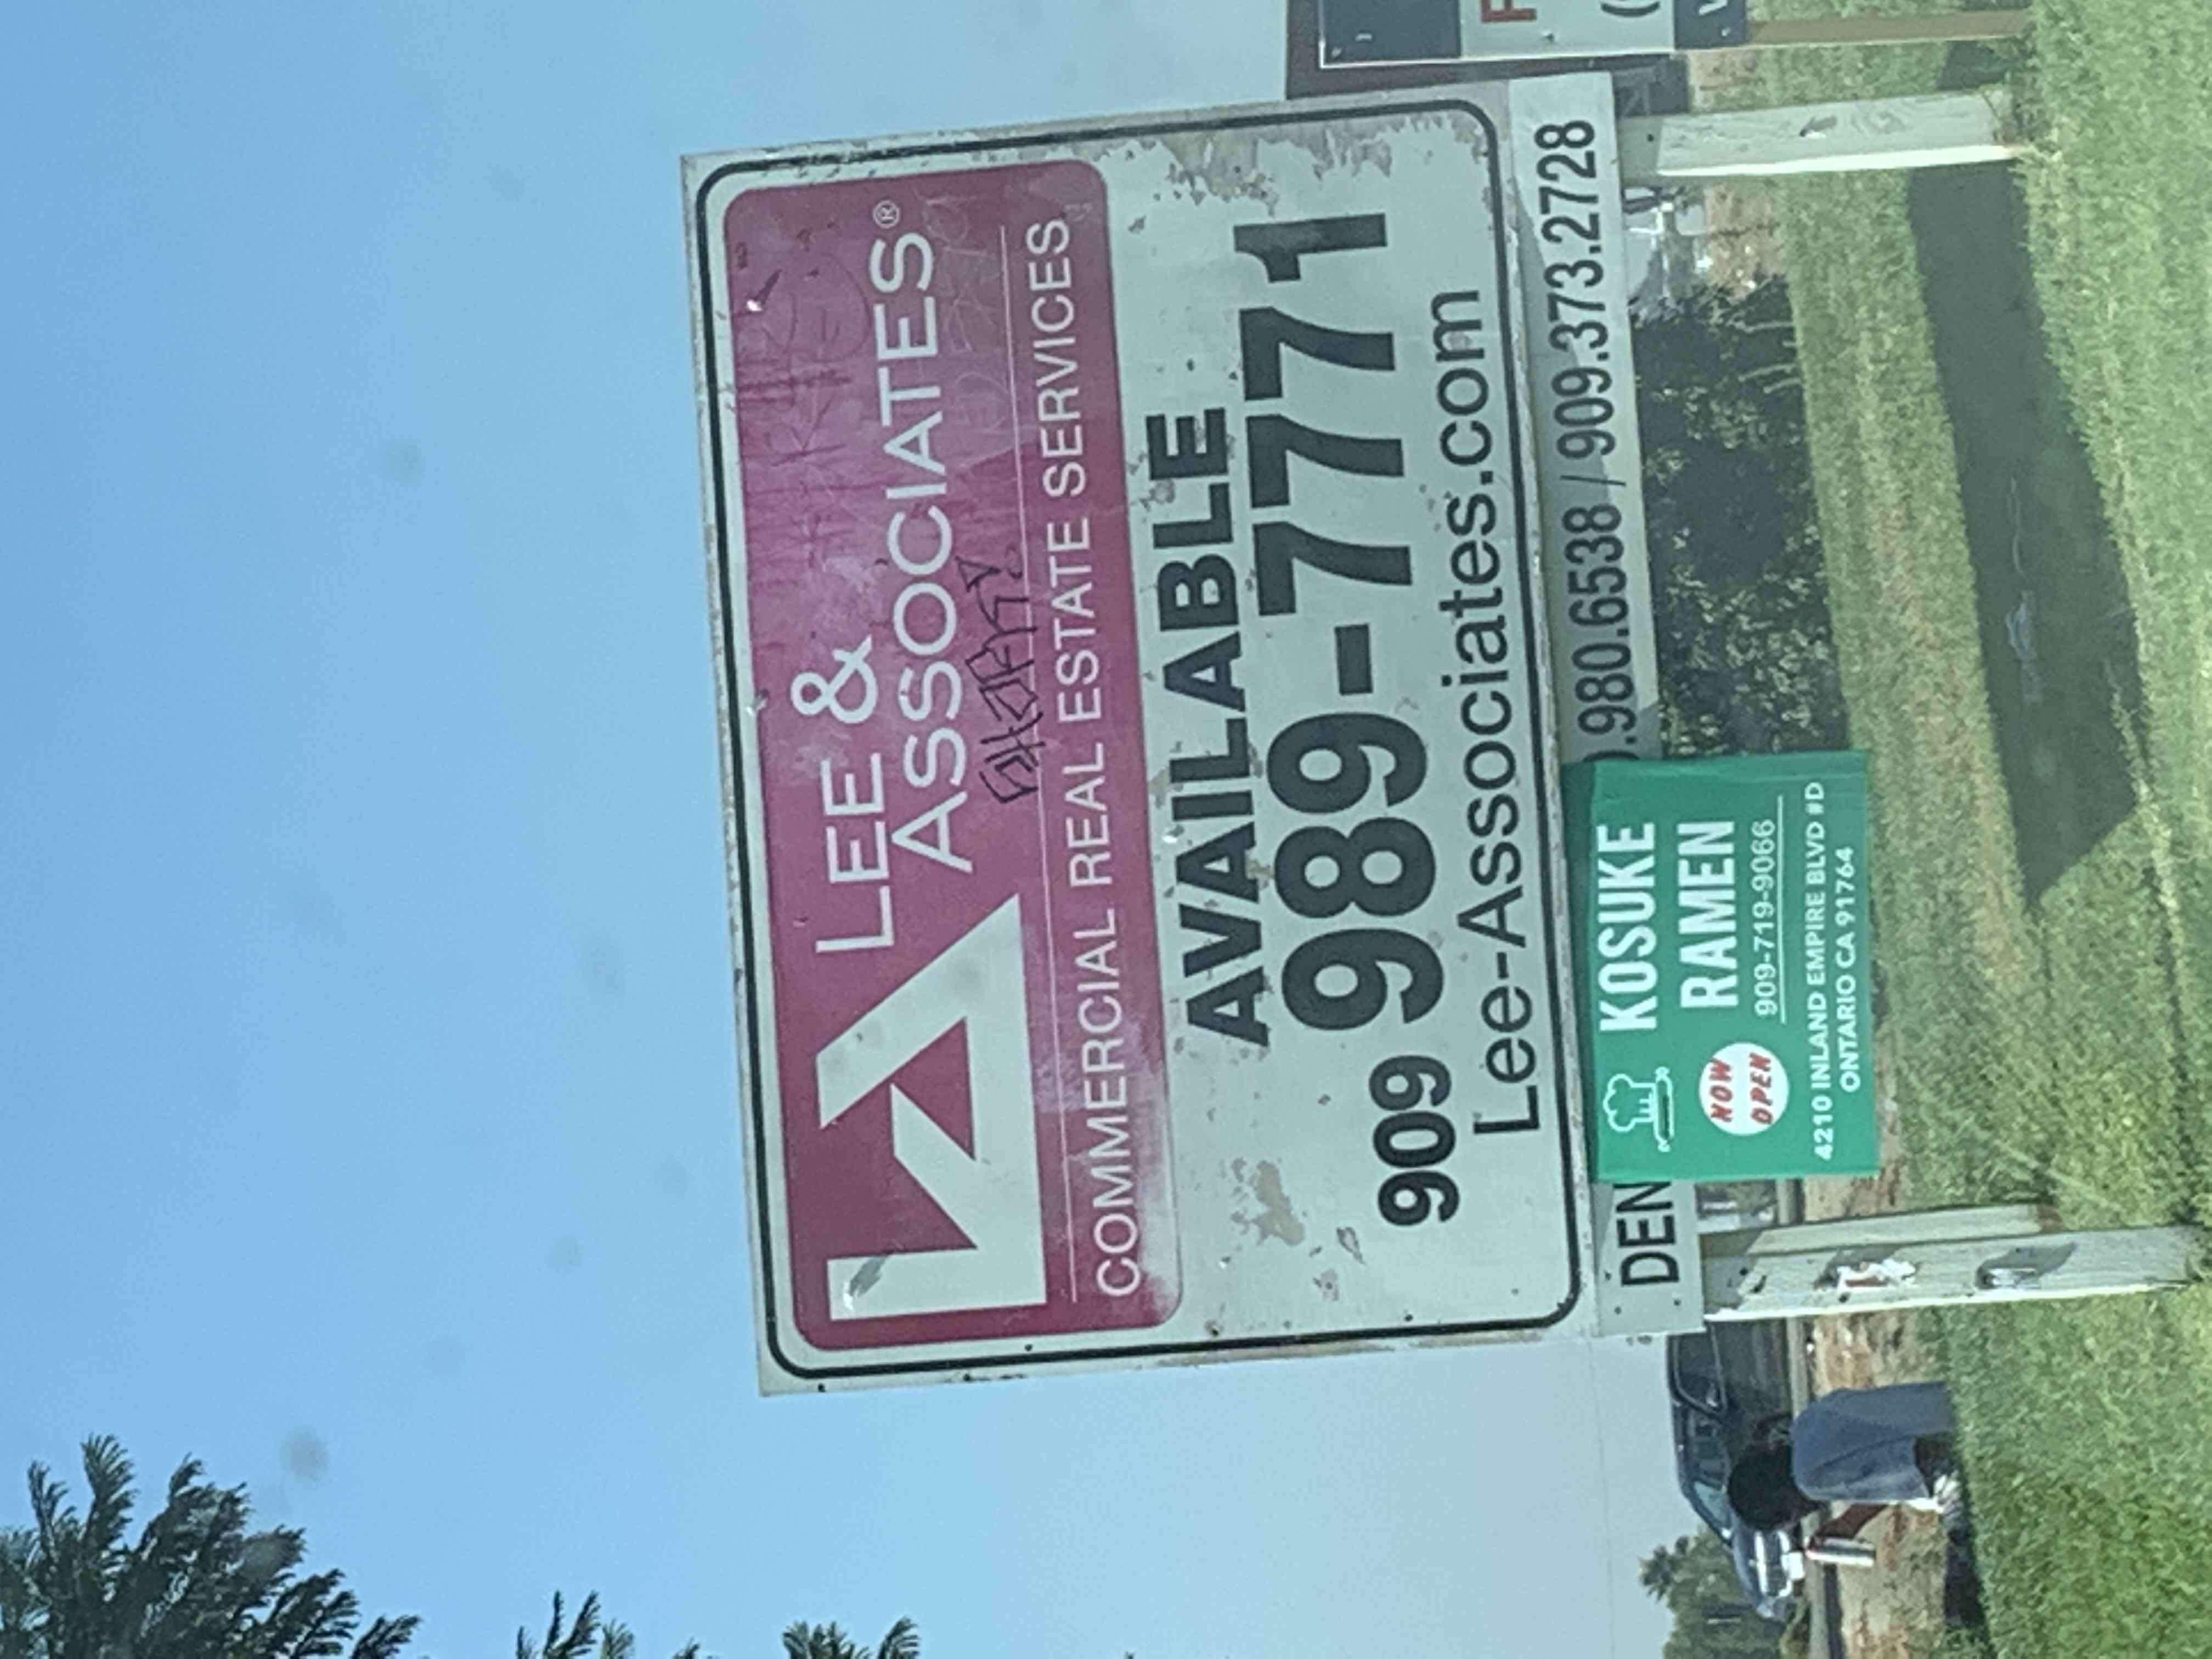 LEE &
ASSOCIATES®
COMMERCIAL REAL ESTATE SERVICES
AVAILABLE
909 989-7771
Lee-Associates.com
DEN .980.6538 / 909.373.2728
KOSUKE
RAMEN
NOW
OPEN
909-719-9066
4210 INLAND EMPIRE BLVD #D
ONTARIO CA 91764